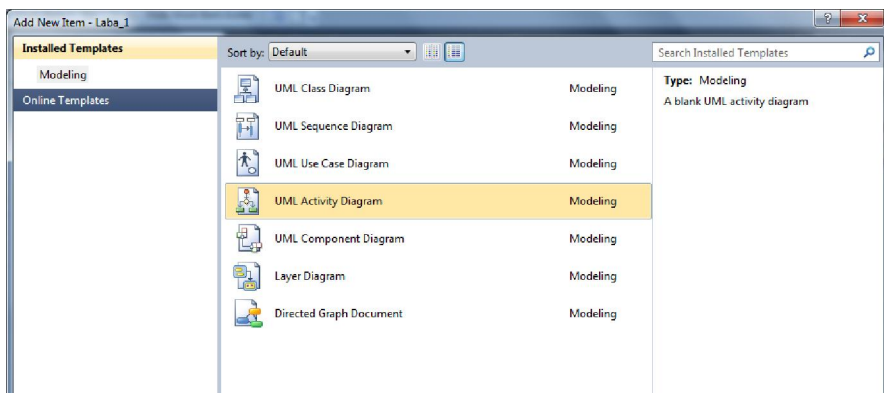 Add New Item - Laba_1
Installed Templates
Modeling
Online Templates
Sort by: Default
Search Installed Templates
UML Class Diagram Modeling
UML Sequence Diagram Modeling
UML Use Case Diagram Modeling
UML Activity Diagram Modeling
UML Component Diagram Modeling
Layer Diagram Modeling
Directed Graph Document Modeling
Type: Modeling
A blank UML activity diagram